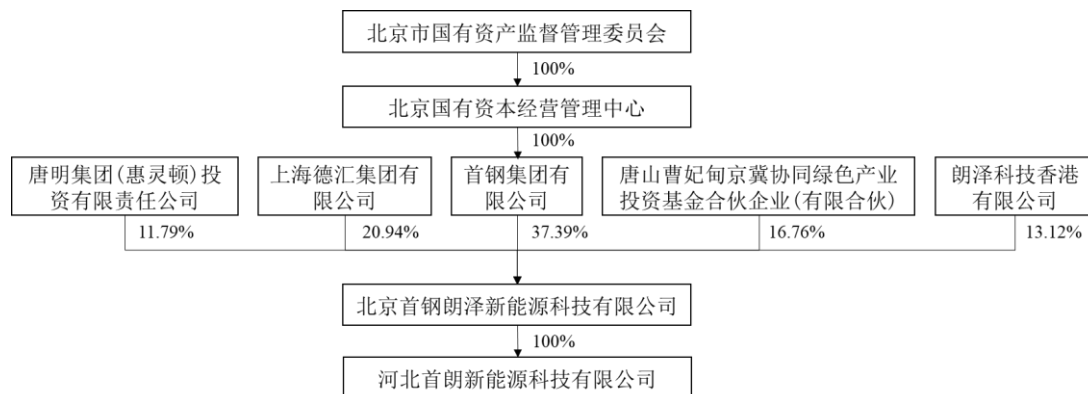 北京市国有资产监督管理委员会
100%
北京国有资本经营管理中心
100%
唐明集团(惠灵顿)投
资有限责任公司
上海德汇集团有
限公司
首钢集团有
限公司
唐山曹妃甸京冀协同绿色产业
投资基金合伙企业(有限合伙)
朗泽科技香港
有限公司
11.79%
20.94%
37.39%
16.76%
13.12%
北京首钢朗泽新能源科技有限公司
100%
河北首朗新能源科技有限公司